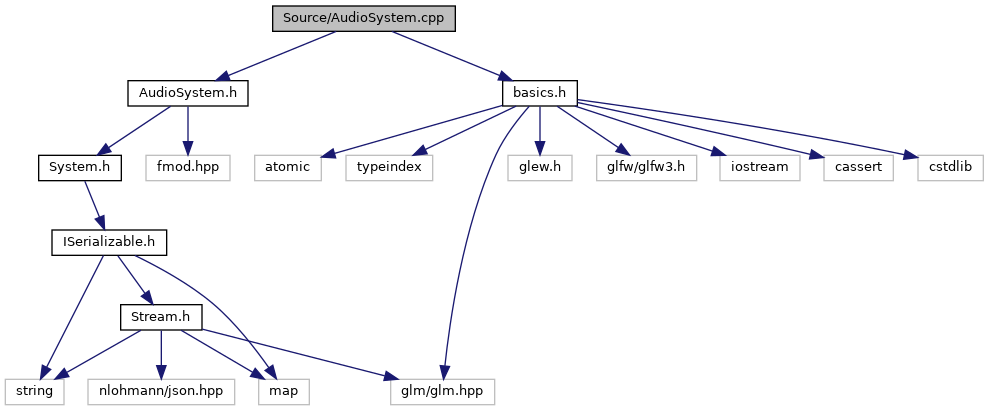 Source/AudioSystem.cpp
AudioSystem.h
basics.h
System.h
fmod.hpp
atomic
typeindex
glew.h
glfw/glfw3.h
iostream
cassert
cstdlib
ISerializable.h
Stream.h
string
nlohmann/json.hpp
map
glm/glm.hpp